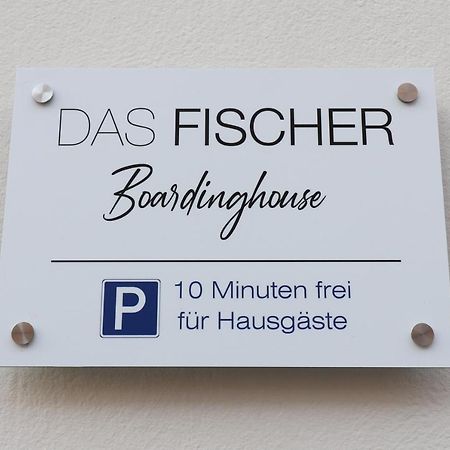 DAS FISCHER
Boardinghouse
P
10 Minuten frei
für Hausgäste